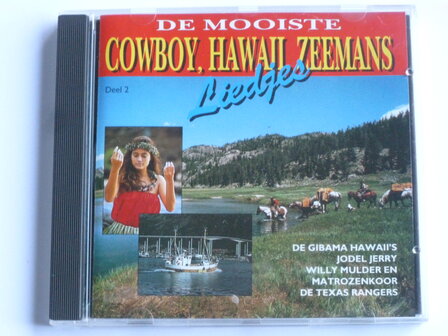 DE MOOISTE
COWBOY, HAWAII, ZEEMANS
Liedjes
Deel 2
DE GIBAMA HAWAII'S
JODEL JERRY
WILLY MULDER EN
MATROZENKOOR
DE TEXAS RANGERS